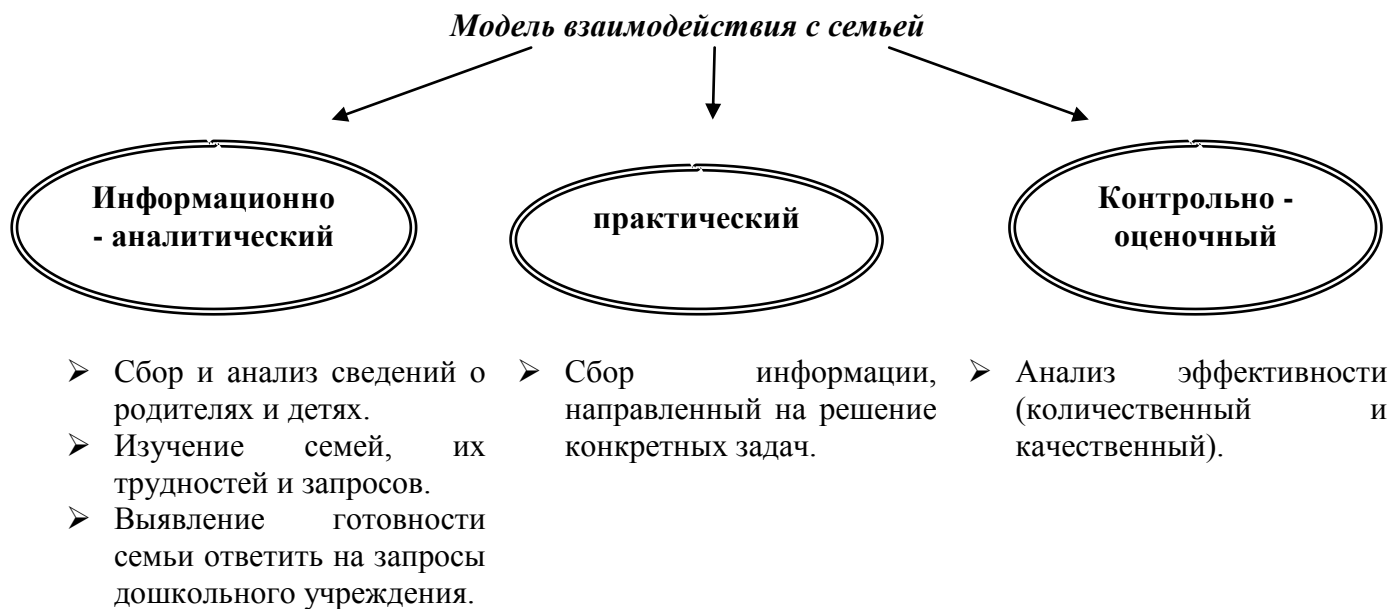 Модель взаимодействия с семьей
Информационно
- аналитический
практический
Контрольно -
оценочный
➢ Сбор и анализ сведений о
родителях и детях.
➢ Изучение семей, их
трудностей и запросов.
➢ Выявление готовности
семьи ответить на запросы
дошкольного учреждения.
➢ Сбор информации,
направленный на решение
конкретных задач.
➢ Анализ эффективности
(количественный и
качественный).